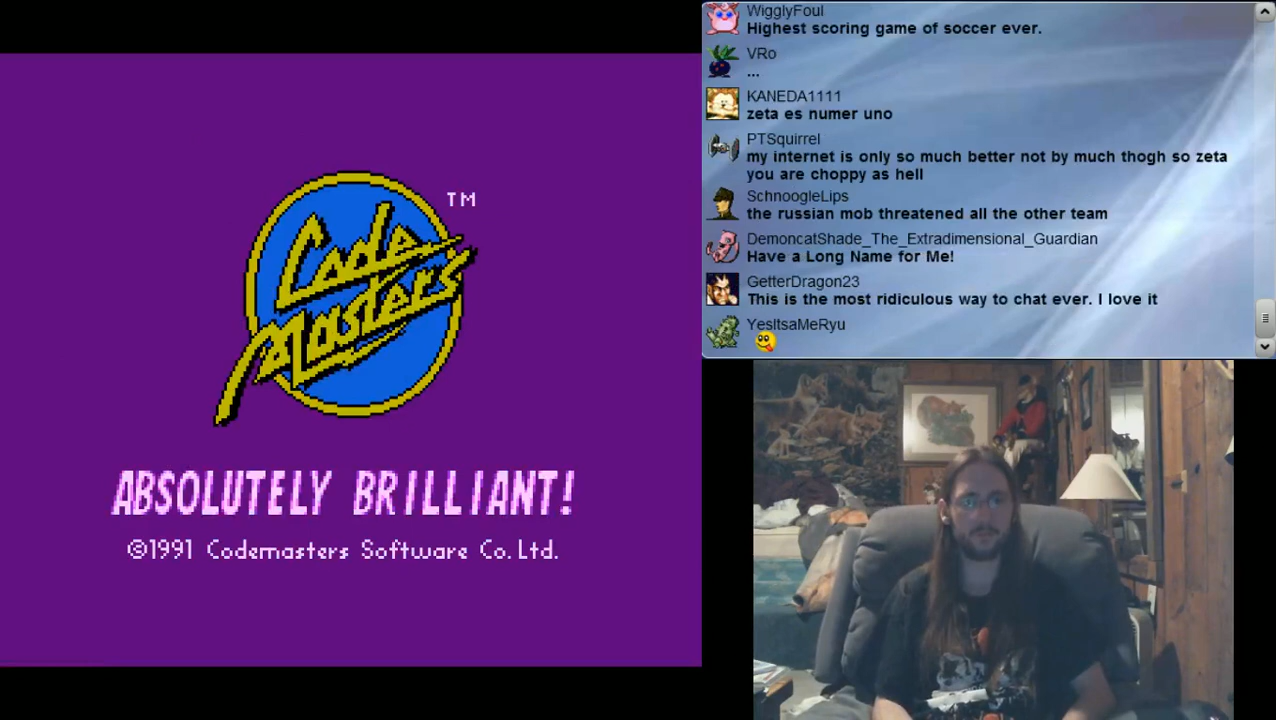 Code
Masters
TM
ABSOLUTELY BRILLIANT!
©1991 Codemasters Software Co. Ltd.
WigglyFoul
Highest scoring game of soccer ever.
VRo
...
KANEDA1111
zeta es numer uno
PTSquirrel
my internet is only so much better not by much thogh so zeta
you are choppy as hell
SchnoogleLips
the russian mob threatened all the other team
DemoncatShade_The_Extradimensional_Guardian
Have a Long Name for Me!
GetterDragon23
This is the most ridiculous way to chat ever. I love it
YesItsaMeRyu